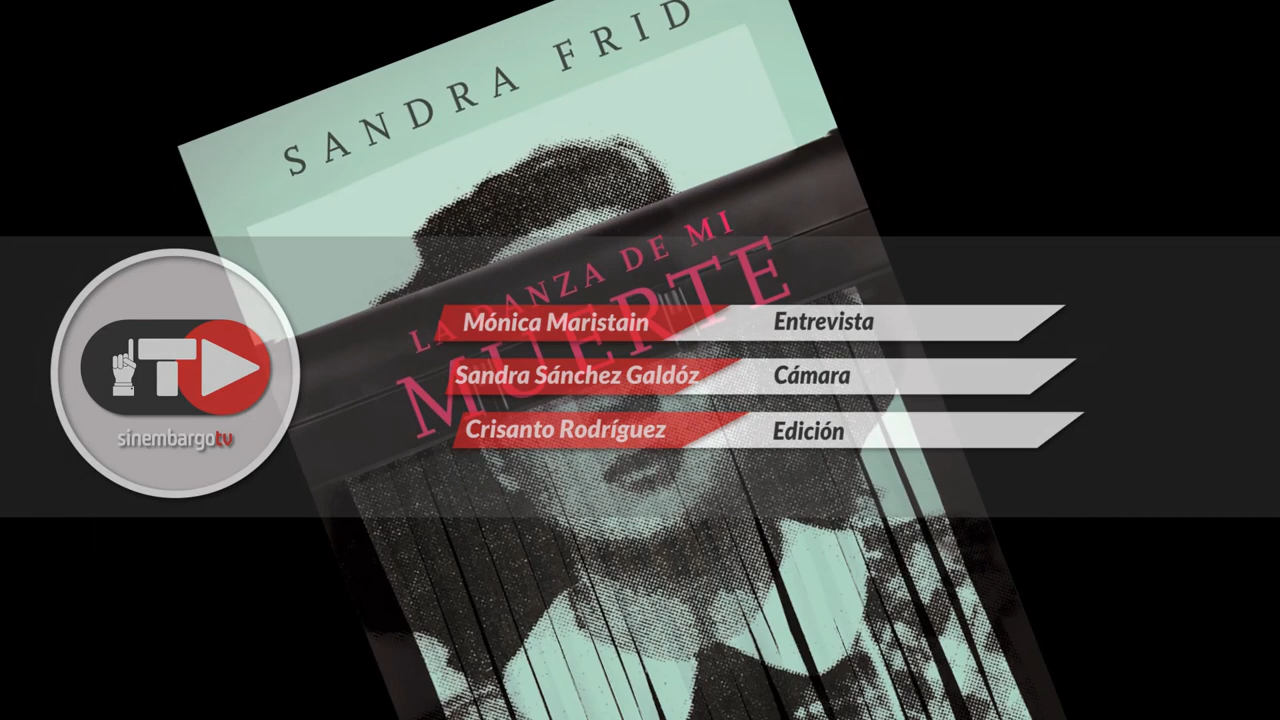 SANDRA FRID
LA DANZA DE MI
MUERTE
Mónica Maristain Entrevista
Sandra Sánchez Galdóz Cámara
Crisanto Rodríguez Edición
sinembargotv